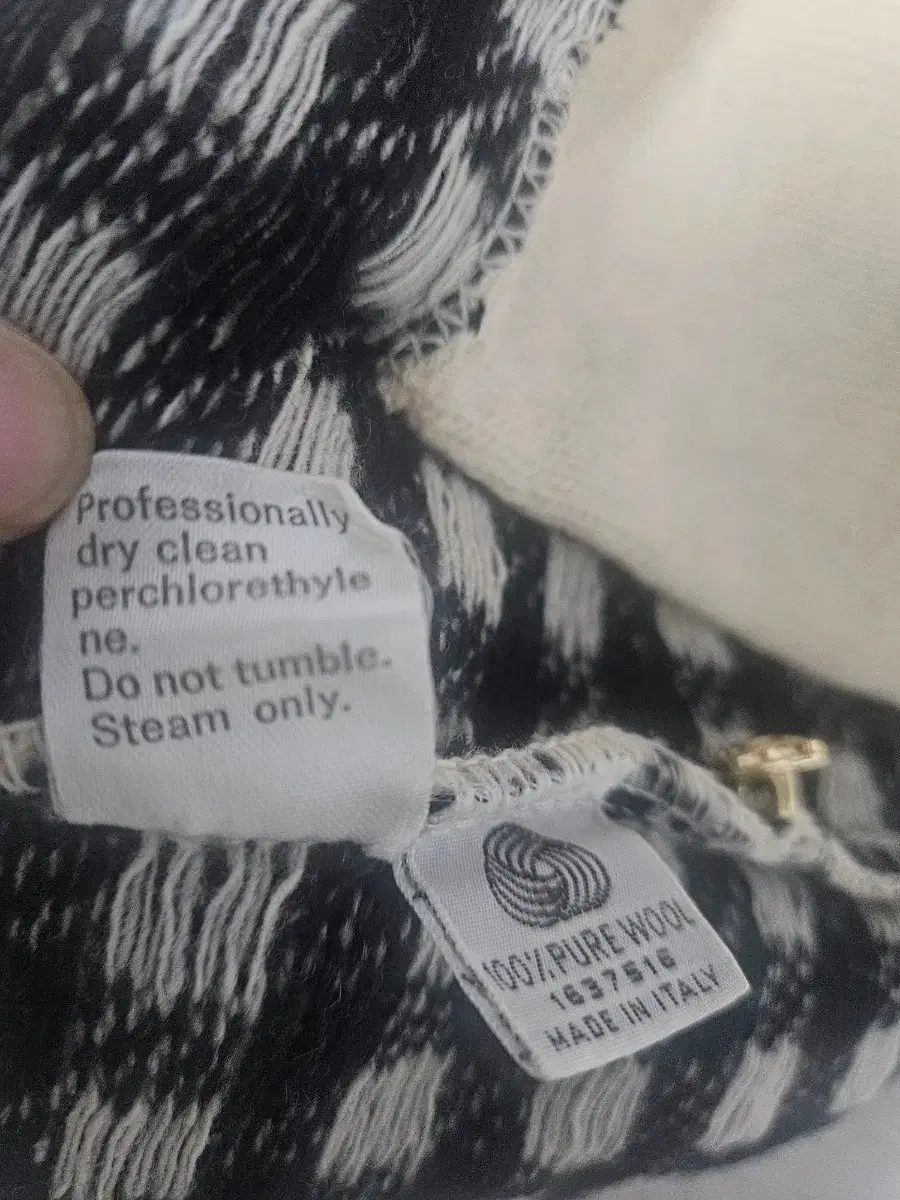 Professionally
dry clean
perchlorethyle
ne.
Do not tumble.
Steam only.
100% PURE WOOL
1637516
MADE IN ITALY